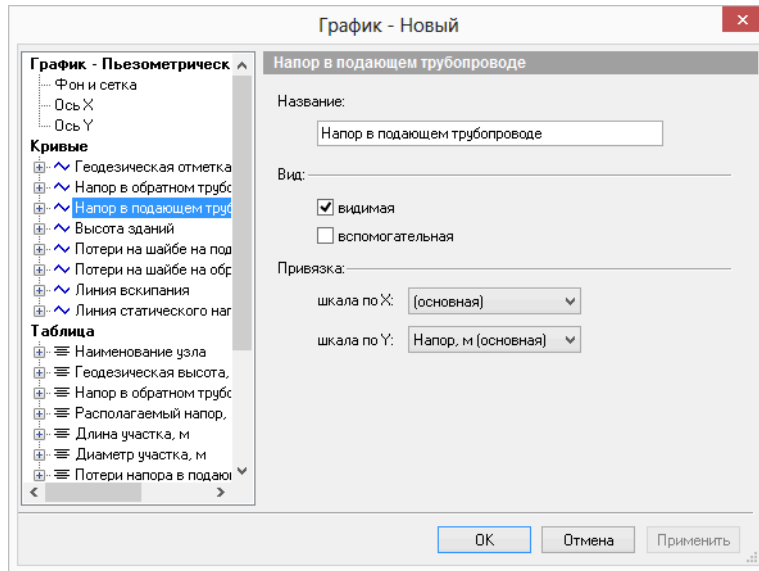 График - Новый
График - Пьезометрическ
Фон и сетка
Ось X
Ось Y
Кривые
Геодезическая отметка
Напор в обратном трубо
Напор в подающем труб
Высота зданий
Потери на шайбе на под
Потери на шайбе на обр
Линия вскипания
Линия статического нап
Таблица
Наименование узла
Геодезическая высота,
Напор в обратном трубо
Располагаемый напор,
Длина участка, м
Диаметр участка, м
Потери напора в подаю
Напор в подающем трубопроводе
Название:
Напор в подающем трубопроводе
Вид:
видимая
вспомогательная
Привязка:
шкала по X: (основная)
шкала по Y: Напор, м (основная)
ОК Отмена Применить